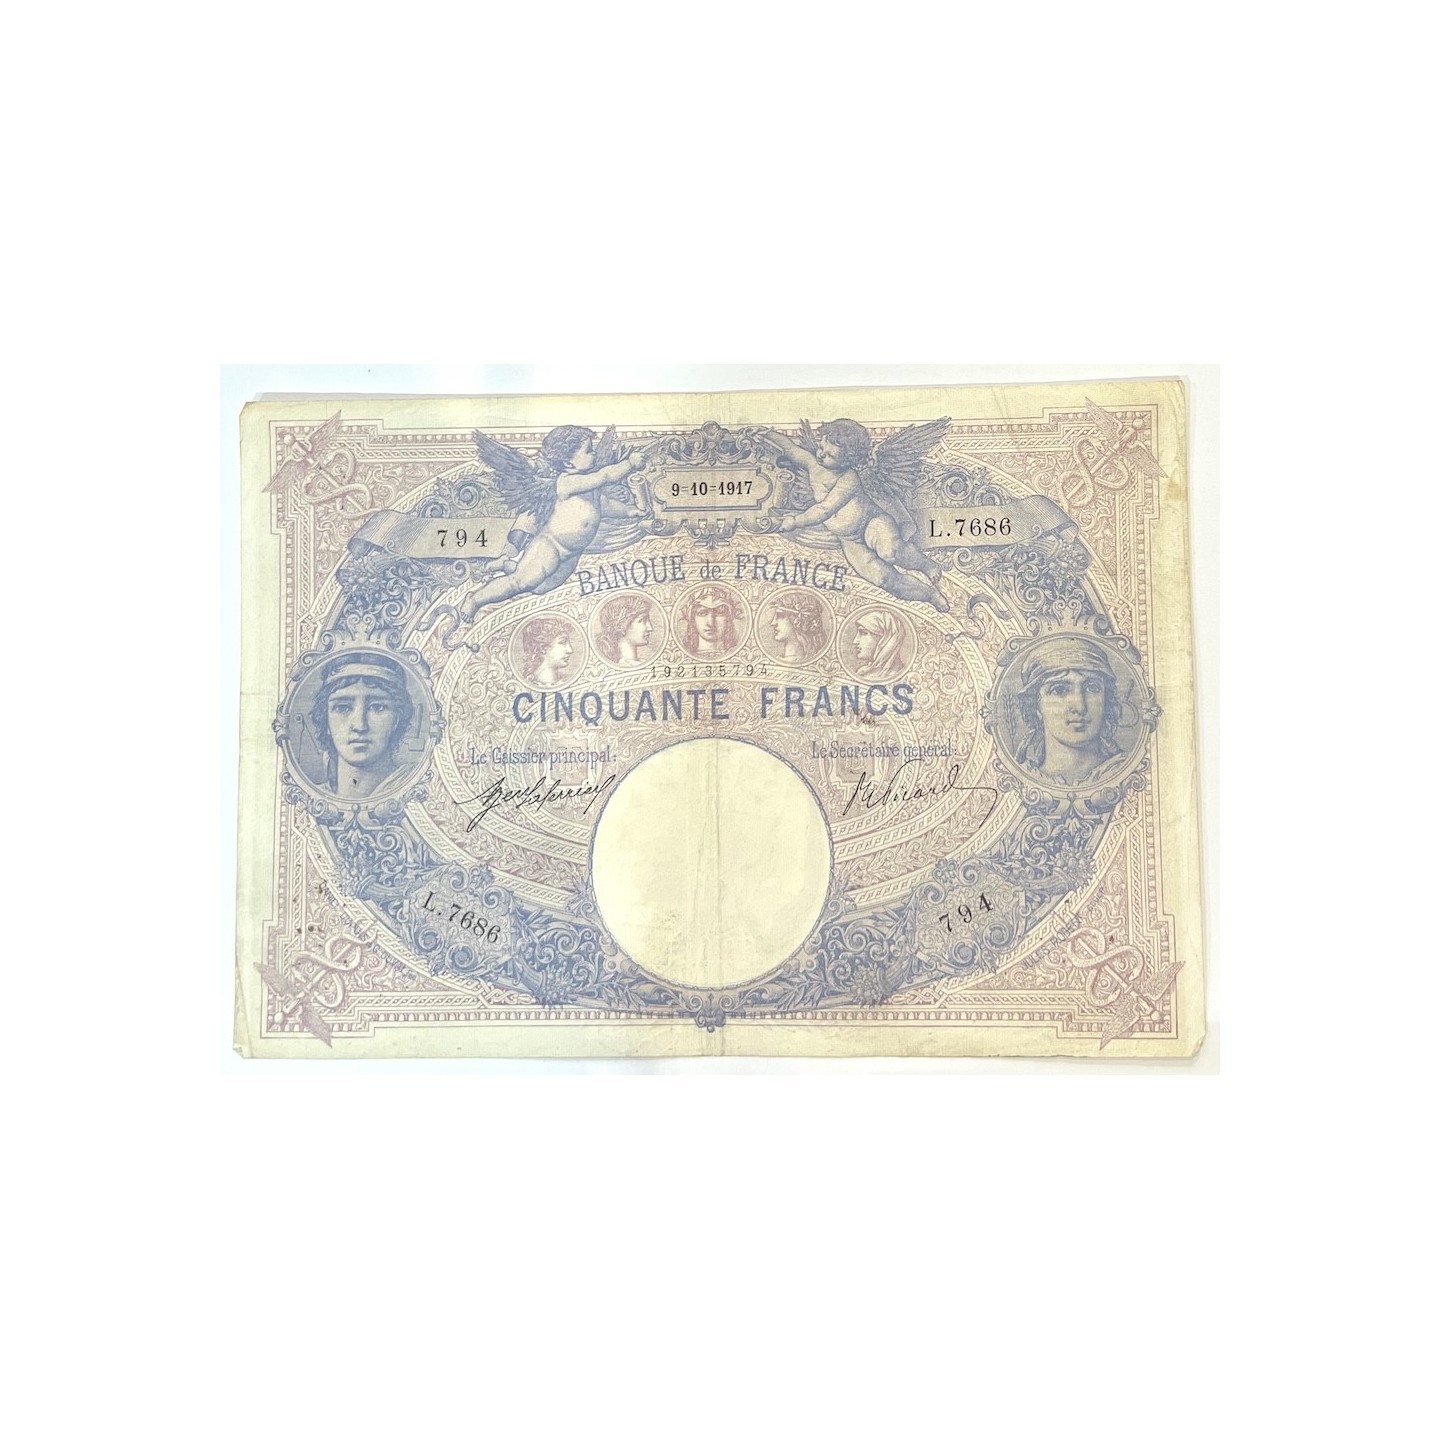 9=10=1917
794
L.7686
BANQUE de FRANCE
192135794
CINQUANTE FRANCS
Le Caissier principal:
Le Secrétaire général:
L.7686
794